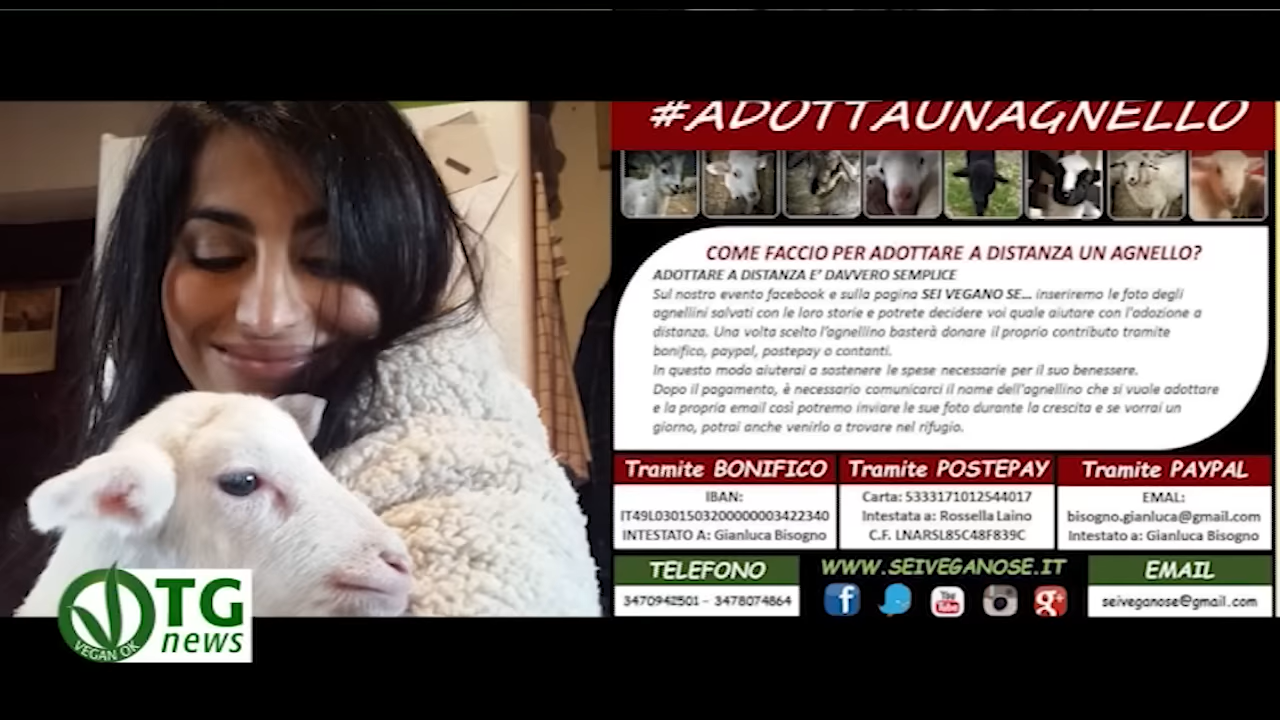 #ADOTTAUNAGNELLO
COME FACCIO PER ADOTTARE A DISTANZA UN AGNELLO?
ADOTTARE A DISTANZA E' DAVVERO SEMPLICE
Sul nostro evento facebook e sulla pagina SEI VEGANO SE... inseriremo le foto degli
agnellini salvati con le loro storie e potrete decidere voi quale aiutare con l'adozione a
distanza. Una volta scelto l'agnellino basterà donare il proprio contributo tramite
bonifico, paypal, postepay o contanti.
In questo modo aiuterai a sostenere le spese necessarie per il suo benessere.
Dopo il pagamento, è necessario comunicarci il nome dell'agnellino che si vuole adottare
e la propria email così potremo inviare le sue foto durante la crescita e se vorrai un
giorno, potrai anche venirlo a trovare nel rifugio.
Tramite BONIFICO
IBAN:
IT49L0301503200000003422340
INTESTATO A: Gianluca Bisogno
Tramite POSTEPAY
Carta: 5333171012544017
Intestata a: Rossella Laino
C.F. LNARSL85C48F839C
Tramite PAYPAL
EMAL:
bisogno.gianluca@gmail.com
Intestato a: Gianluca Bisogno
TELEFONO
3470942501 - 3478074864
WWW.SEIVEGANOSE.IT
You
Tube
EMAIL
seiveganose@gmail.com
VEGAN OK
TG
news